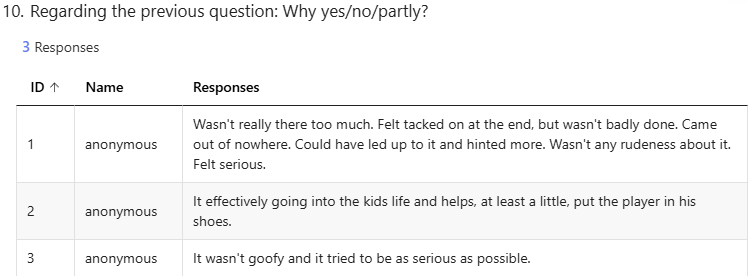 10. Regarding the previous question: Why yes/no/partly?
3 Responses
ID ↑ Name Responses
Wasn't really there too much. Felt tacked on at the end, but wasn't badly done. Came
1 anonymous out of nowhere. Could have led up to it and hinted more. Wasn't any rudeness about it.
Felt serious.
It effectively going into the kids life and helps, at least a little, put the player in his
2 anonymous
shoes.
3 anonymous It wasn't goofy and it tried to be as serious as possible.